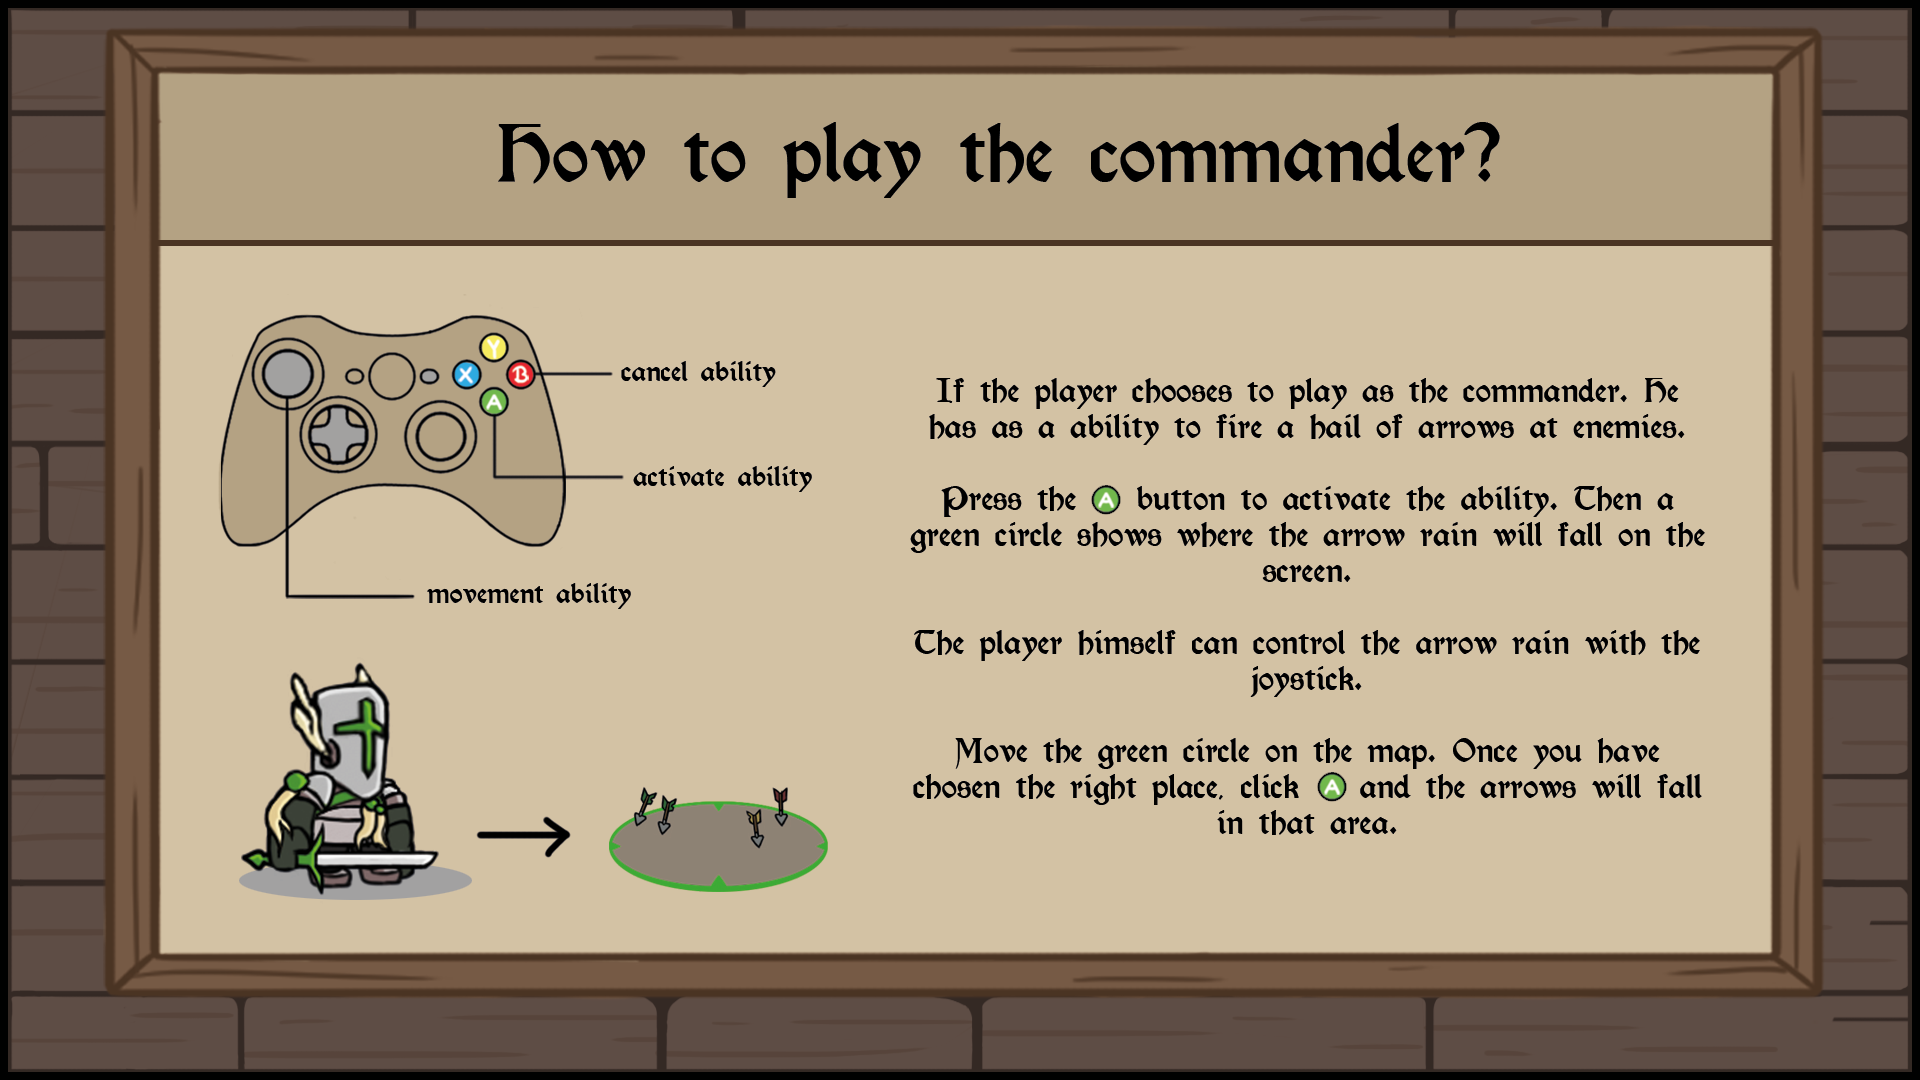 How to play the commander?
Y
X
B
A
cancel ability
activate ability
movement ability
If the player chooses to play as the commander. He
has as a ability to fire a hail of arrows at enemies.
Press the A button to activate the ability. Then a
green circle shows where the arrow rain will fall on the
screen.
The player himself can control the arrow rain with the
joystick.
Move the green circle on the map. Once you have
chosen the right place, click A and the arrows will fall
in that area.